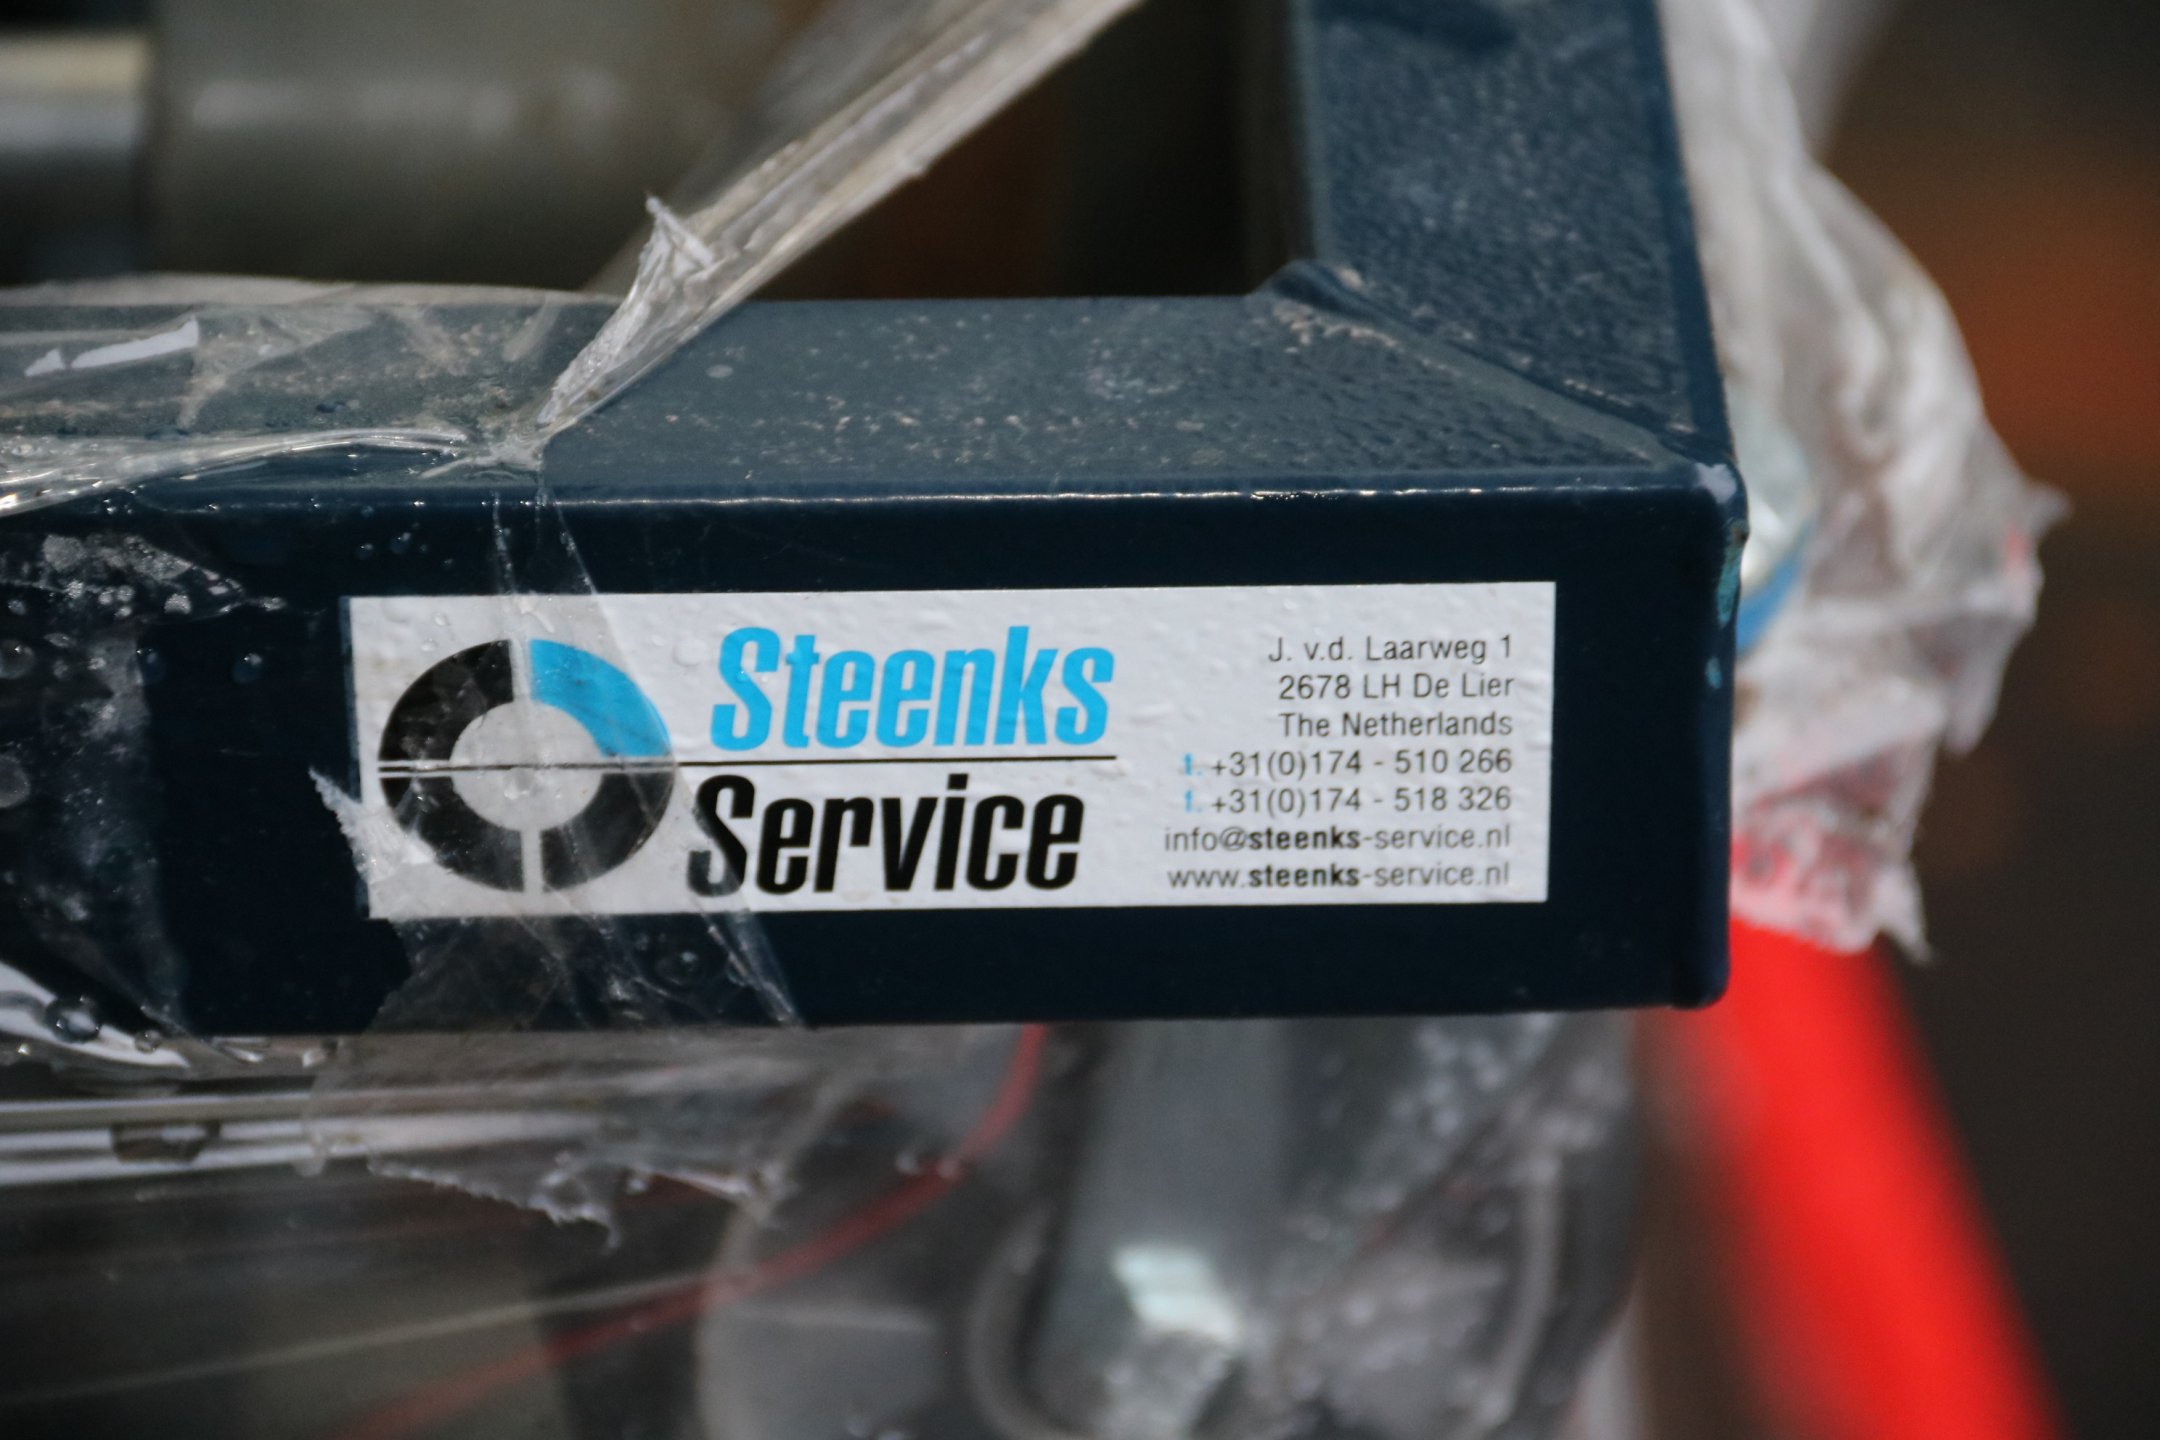 Steenks
Service
J. v.d. Laarweg 1
2678 LH De Lier
The Netherlands
t. +31(0)174 - 510 266
f. +31(0)174 - 518 326
info@steenks-service.nl
www.steenks-service.nl